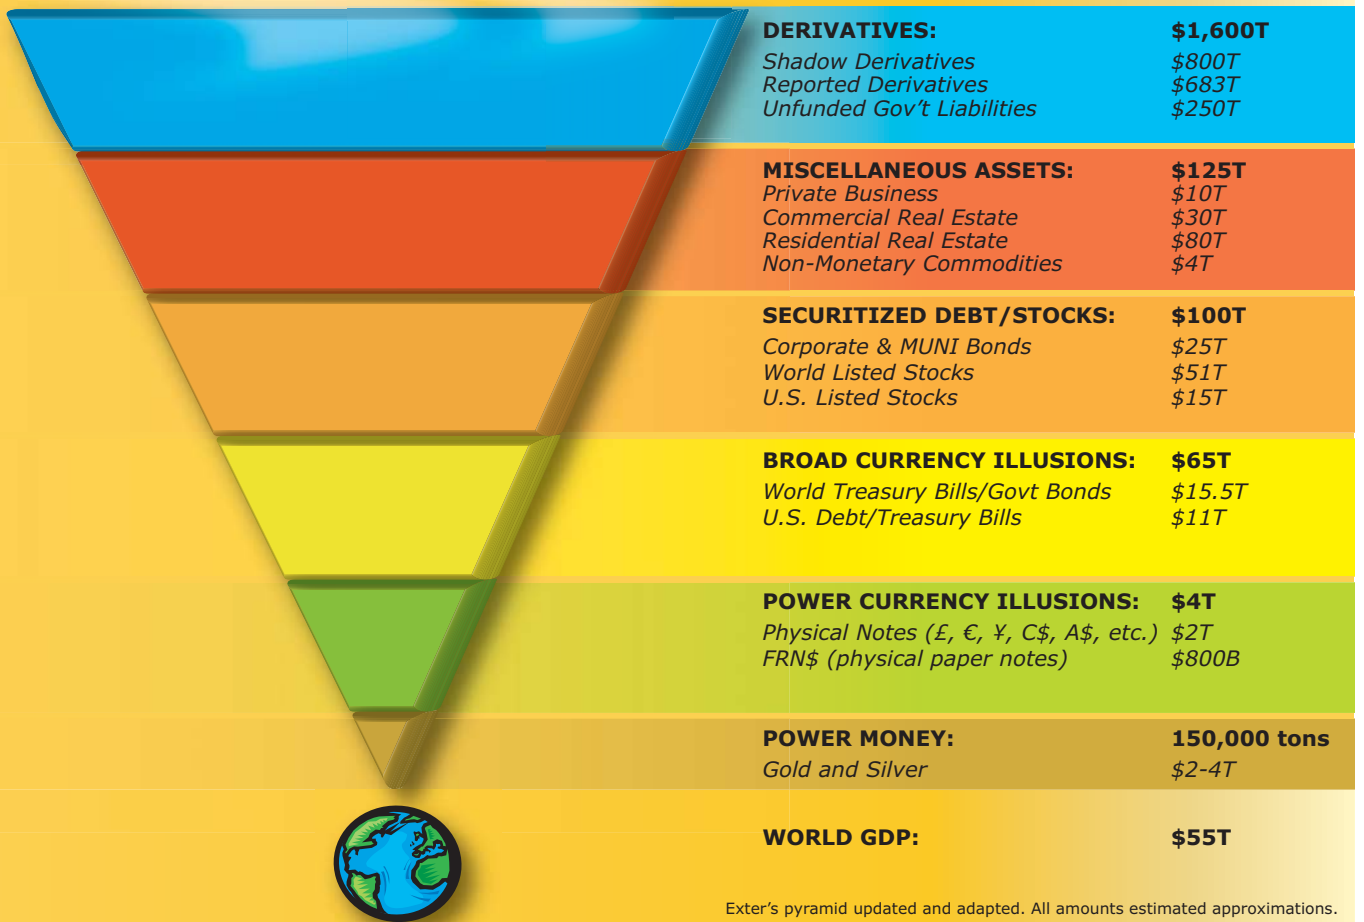 DERIVATIVES: $1,600T
Shadow Derivatives $800T
Reported Derivatives $683T
Unfunded Gov’t Liabilities $250T
MISCELLANEOUS ASSETS: $125T
Private Business $10T
Commercial Real Estate $30T
Residential Real Estate $80T
Non-Monetary Commodities $4T
SECURITIZED DEBT/STOCKS: $100T
Corporate & MUNI Bonds $25T
World Listed Stocks $51T
U.S. Listed Stocks $15T
BROAD CURRENCY ILLUSIONS: $65T
World Treasury Bills/Govt Bonds $15.5T
U.S. Debt/Treasury Bills $11T
POWER CURRENCY ILLUSIONS: $4T
Physical Notes (£, €, ¥, C$, A$, etc.) $2T
FRN$ (physical paper notes) $800B
POWER MONEY: 150,000 tons
Gold and Silver $2-4T
WORLD GDP: $55T
Exter’s pyramid updated and adapted. All amounts estimated approximations.